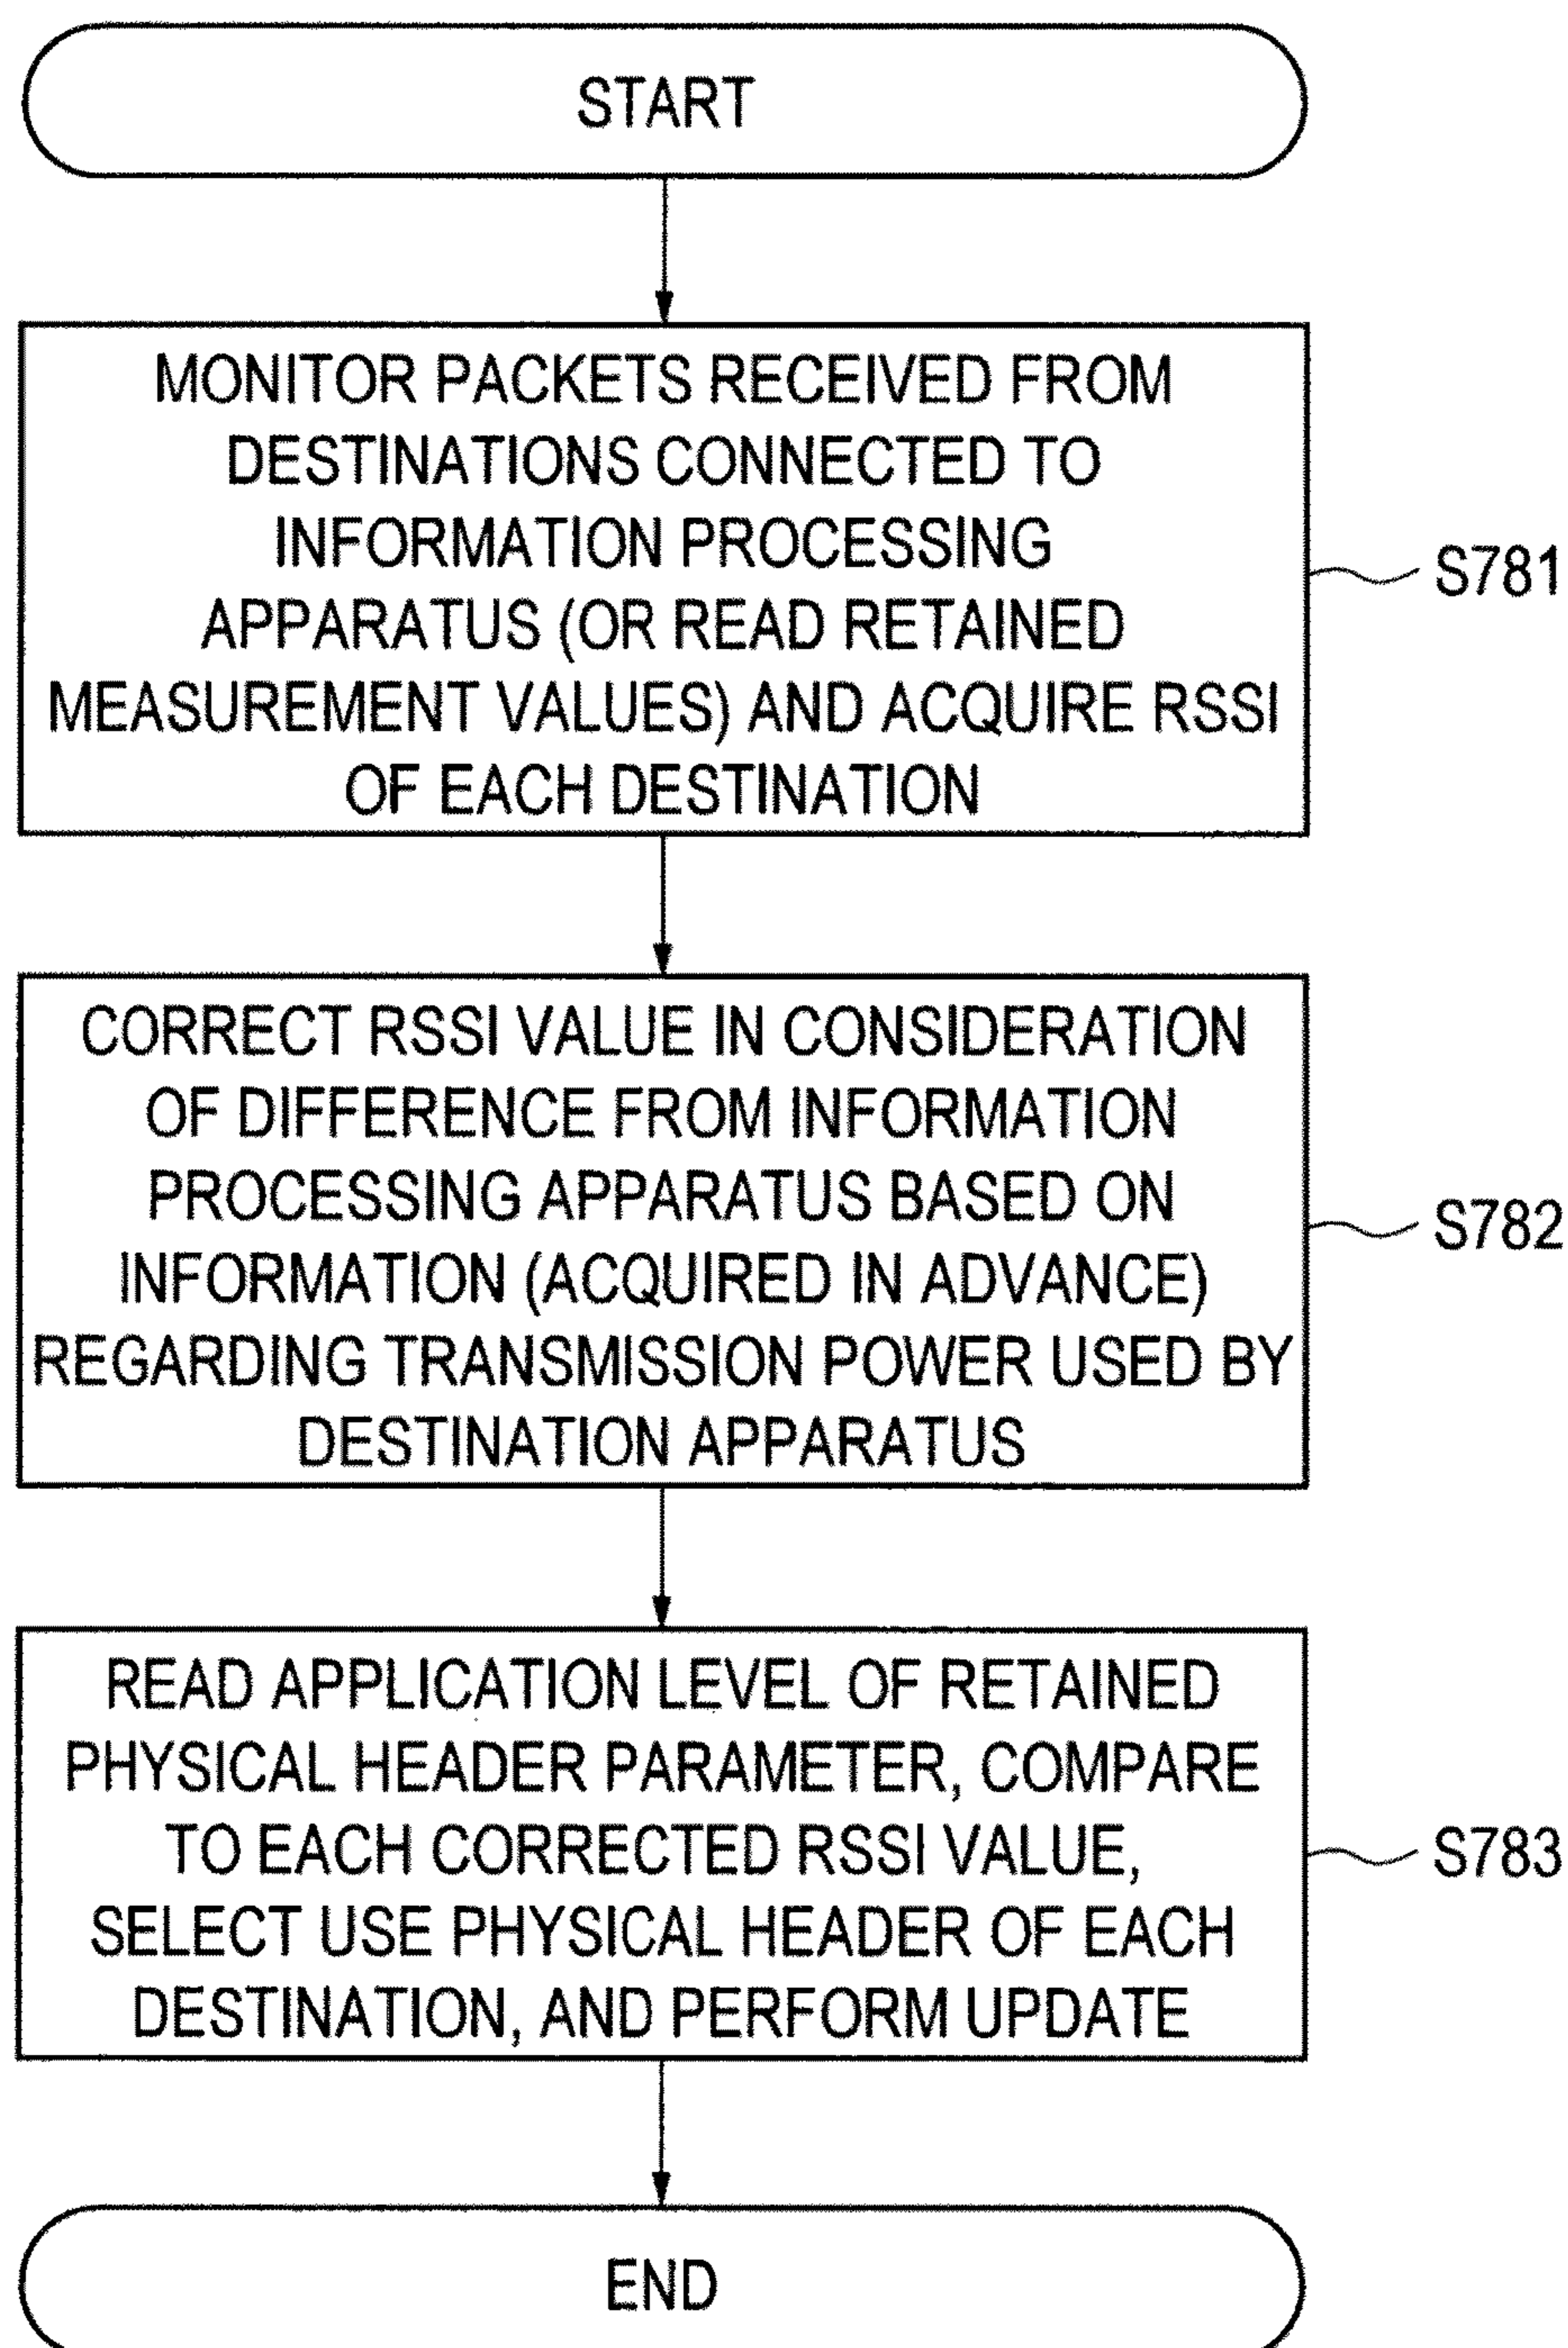 START
MONITOR PACKETS RECEIVED FROM
DESTINATIONS CONNECTED TO
INFORMATION PROCESSING
APPARATUS (OR READ RETAINED
MEASUREMENT VALUES) AND ACQUIRE RSSI
OF EACH DESTINATION
S781
CORRECT RSSI VALUE IN CONSIDERATION
OF DIFFERENCE FROM INFORMATION
PROCESSING APPARATUS BASED ON
INFORMATION (ACQUIRED IN ADVANCE)
REGARDING TRANSMISSION POWER USED BY
DESTINATION APPARATUS
S782
READ APPLICATION LEVEL OF RETAINED
PHYSICAL HEADER PARAMETER, COMPARE
TO EACH CORRECTED RSSI VALUE,
SELECT USE PHYSICAL HEADER OF EACH
DESTINATION, AND PERFORM UPDATE
S783
END